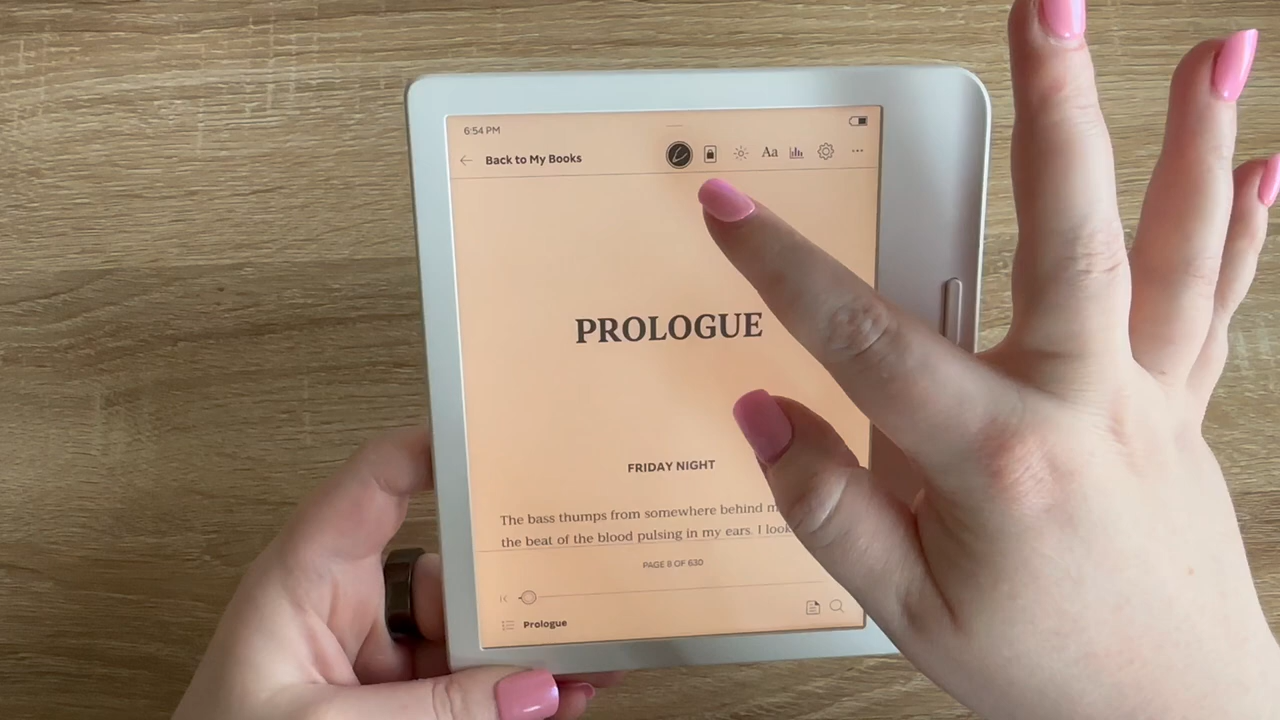 6:54 PM
Back to My Books
Aa
PROLOGUE
FRIDAY NIGHT
The bass thumps from somewhere behind
the beat of the blood pulsing in my ears. I
PAGE 8 OF 630
Prologue